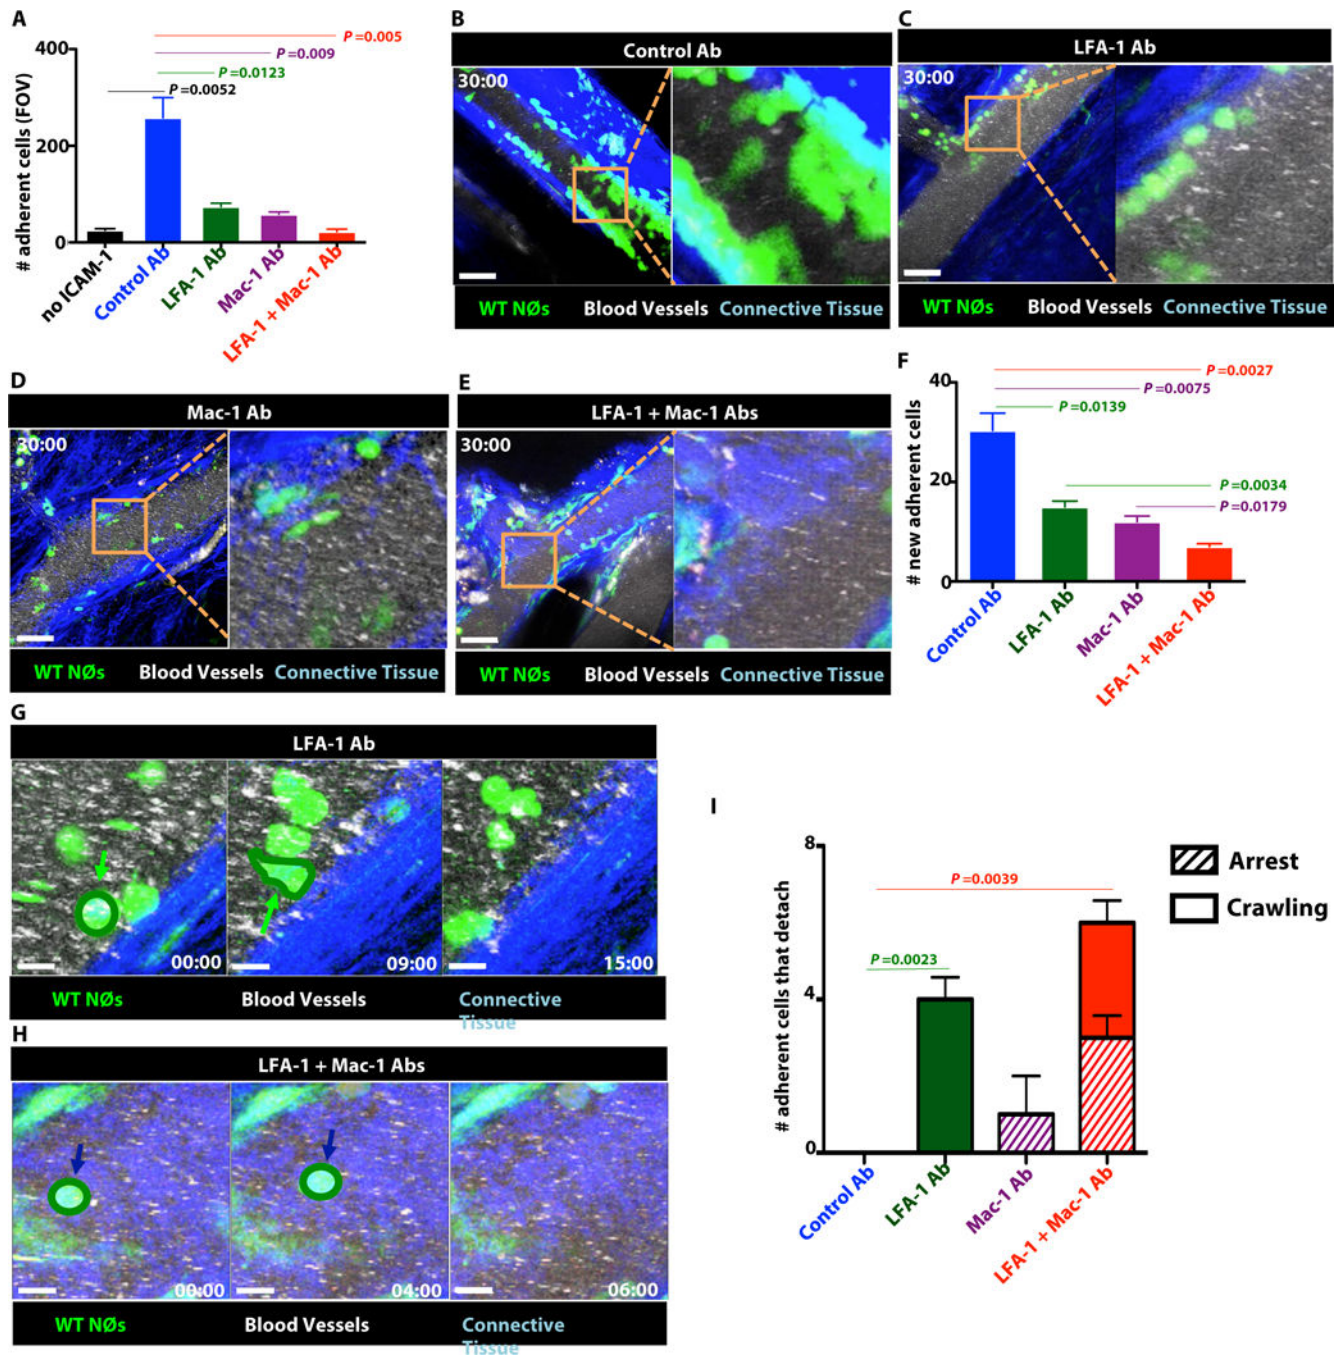 A
# adherent cells (FOV)
400
200
0
P =0.005
P =0.009
P =0.0123
P =0.0052
no ICAM-1
Control Ab
LFA-1 Ab
Mac-1 Ab
LFA-1 + Mac-1 Ab
B
Control Ab
30:00
WT NØs Blood Vessels Connective Tissue
C
LFA-1 Ab
30:00
WT NØs Blood Vessels Connective Tissue
D
Mac-1 Ab
30:00
WT NØs Blood Vessels Connective Tissue
E
LFA-1 + Mac-1 Abs
30:00
WT NØs Blood Vessels Connective Tissue
F
# new adherent cells
40
20
0
P =0.0027
P =0.0075
P =0.0139
P =0.0034
P =0.0179
Control Ab
LFA-1 Ab
Mac-1 Ab
LFA-1 + Mac-1 Ab
G
LFA-1 Ab
00:00 09:00 15:00
WT NØs Blood Vessels Connective
Tissue
H
LFA-1 + Mac-1 Abs
00:00 04:00 06:00
WT NØs Blood Vessels Connective
Tissue
I
# adherent cells that detach
8
4
0
P =0.0039
P =0.0023
Arrest
Crawling
Control Ab
LFA-1 Ab
Mac-1 Ab
LFA-1 + Mac-1 Ab